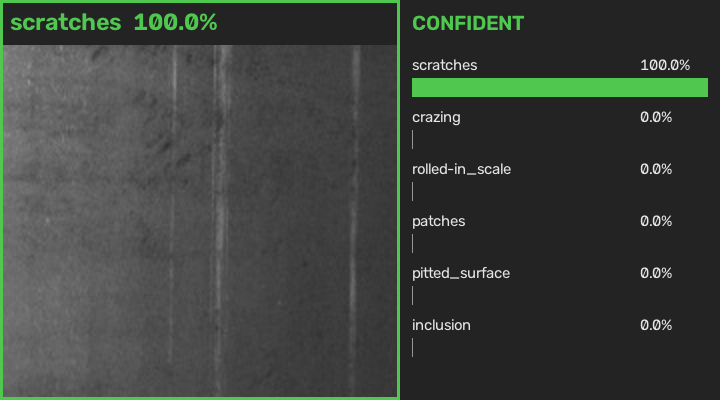 scratches 100.0%
CONFIDENT
scratches 100.0%
crazing 0.0%
rolled-in_scale 0.0%
patches 0.0%
pitted_surface 0.0%
inclusion 0.0%